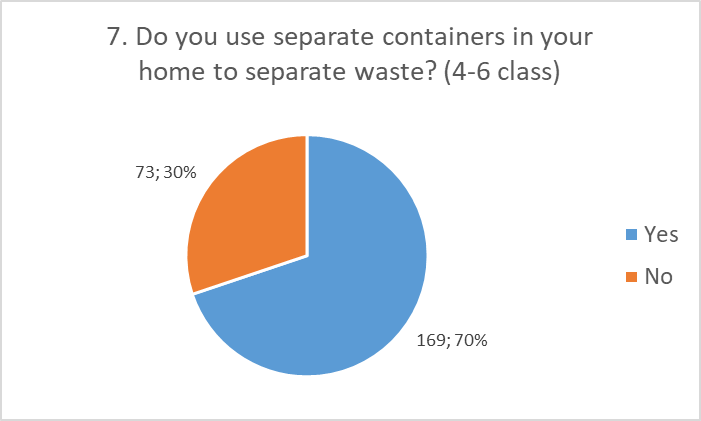 7. Do you use separate containers in your
home to separate waste? (4-6 class)
73; 30%
169; 70%
Yes
No